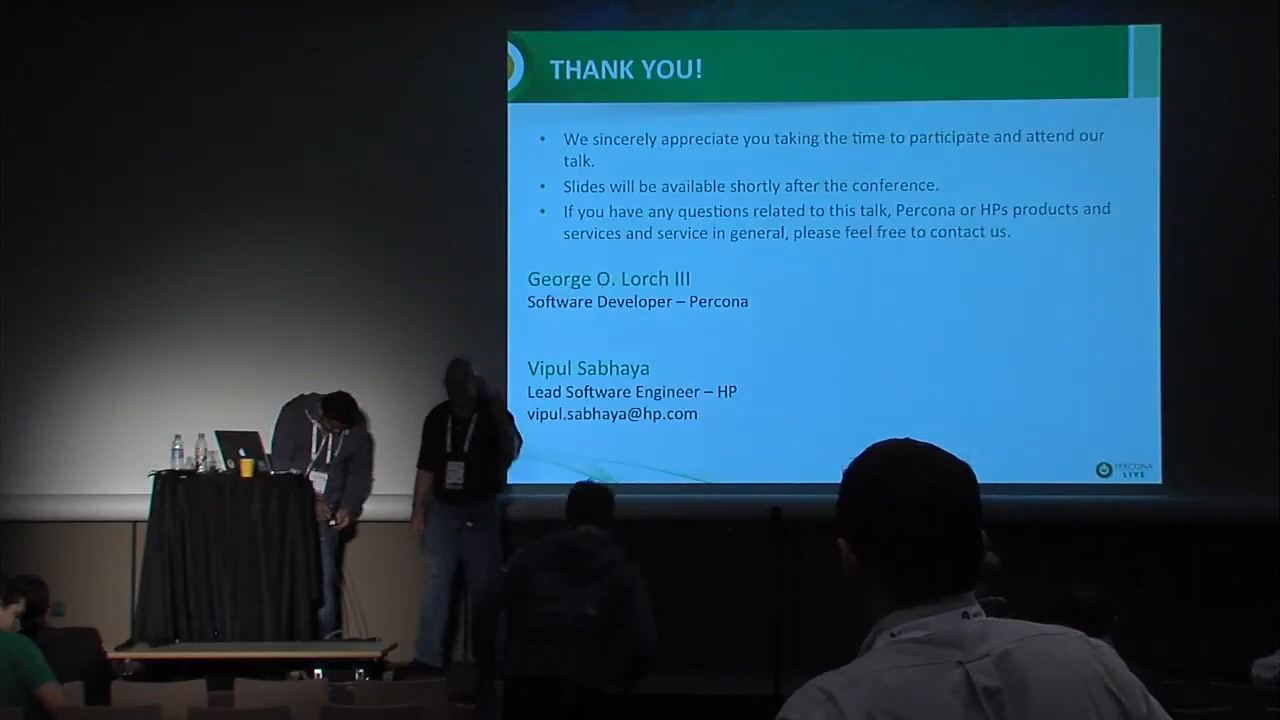 THANK YOU!
• We sincerely appreciate you taking the time to participate and attend our
talk.
• Slides will be available shortly after the conference.
• If you have any questions related to this talk, Percona or HPs products and
services and service in general, please feel free to contact us.
George O. Lorch III
Software Developer – Percona
Vipul Sabhaya
Lead Software Engineer – HP
vipul.sabhaya@hp.com
PERCONA
LIVE